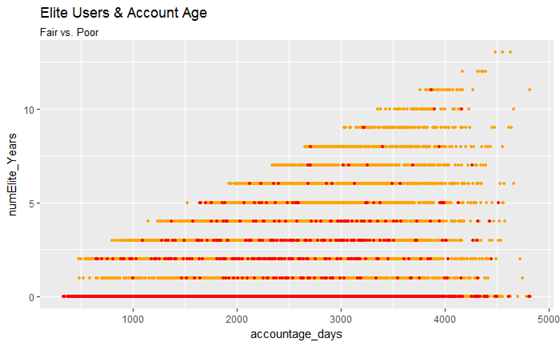 Elite Users & Account Age
Fair vs. Poor
numElite_Years
10
5
0
1000
2000
3000
4000
5000
accountage_days